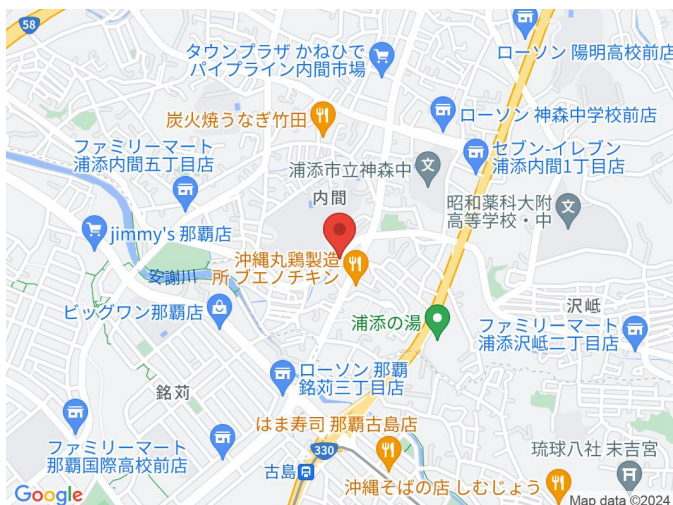 58
タウンプラザ かねひで
パイプライン内間市場
ローソン 陽明高校前店
炭火焼うなぎ竹田
ローソン 神森中学校前店
ファミリーマート
浦添内間五丁目店
浦添市立神森中
セブン-イレブン
浦添内間1丁目店
内間
昭和薬科大附
高等学校・中
jimmy's 那覇店
沖縄丸鶏製造
所 ブエノチキン
安謝川
ビッグワン那覇店
浦添の湯
沢岻
ファミリーマート
浦添沢岻二丁目店
ローソン 那覇
銘苅三丁目店
銘苅
はま寿司 那覇古島店
ファミリーマート
那覇国際高校前店
330
古島
琉球八社 末吉宮
沖縄そばの店 しむじょう
Google
Map data ©2024